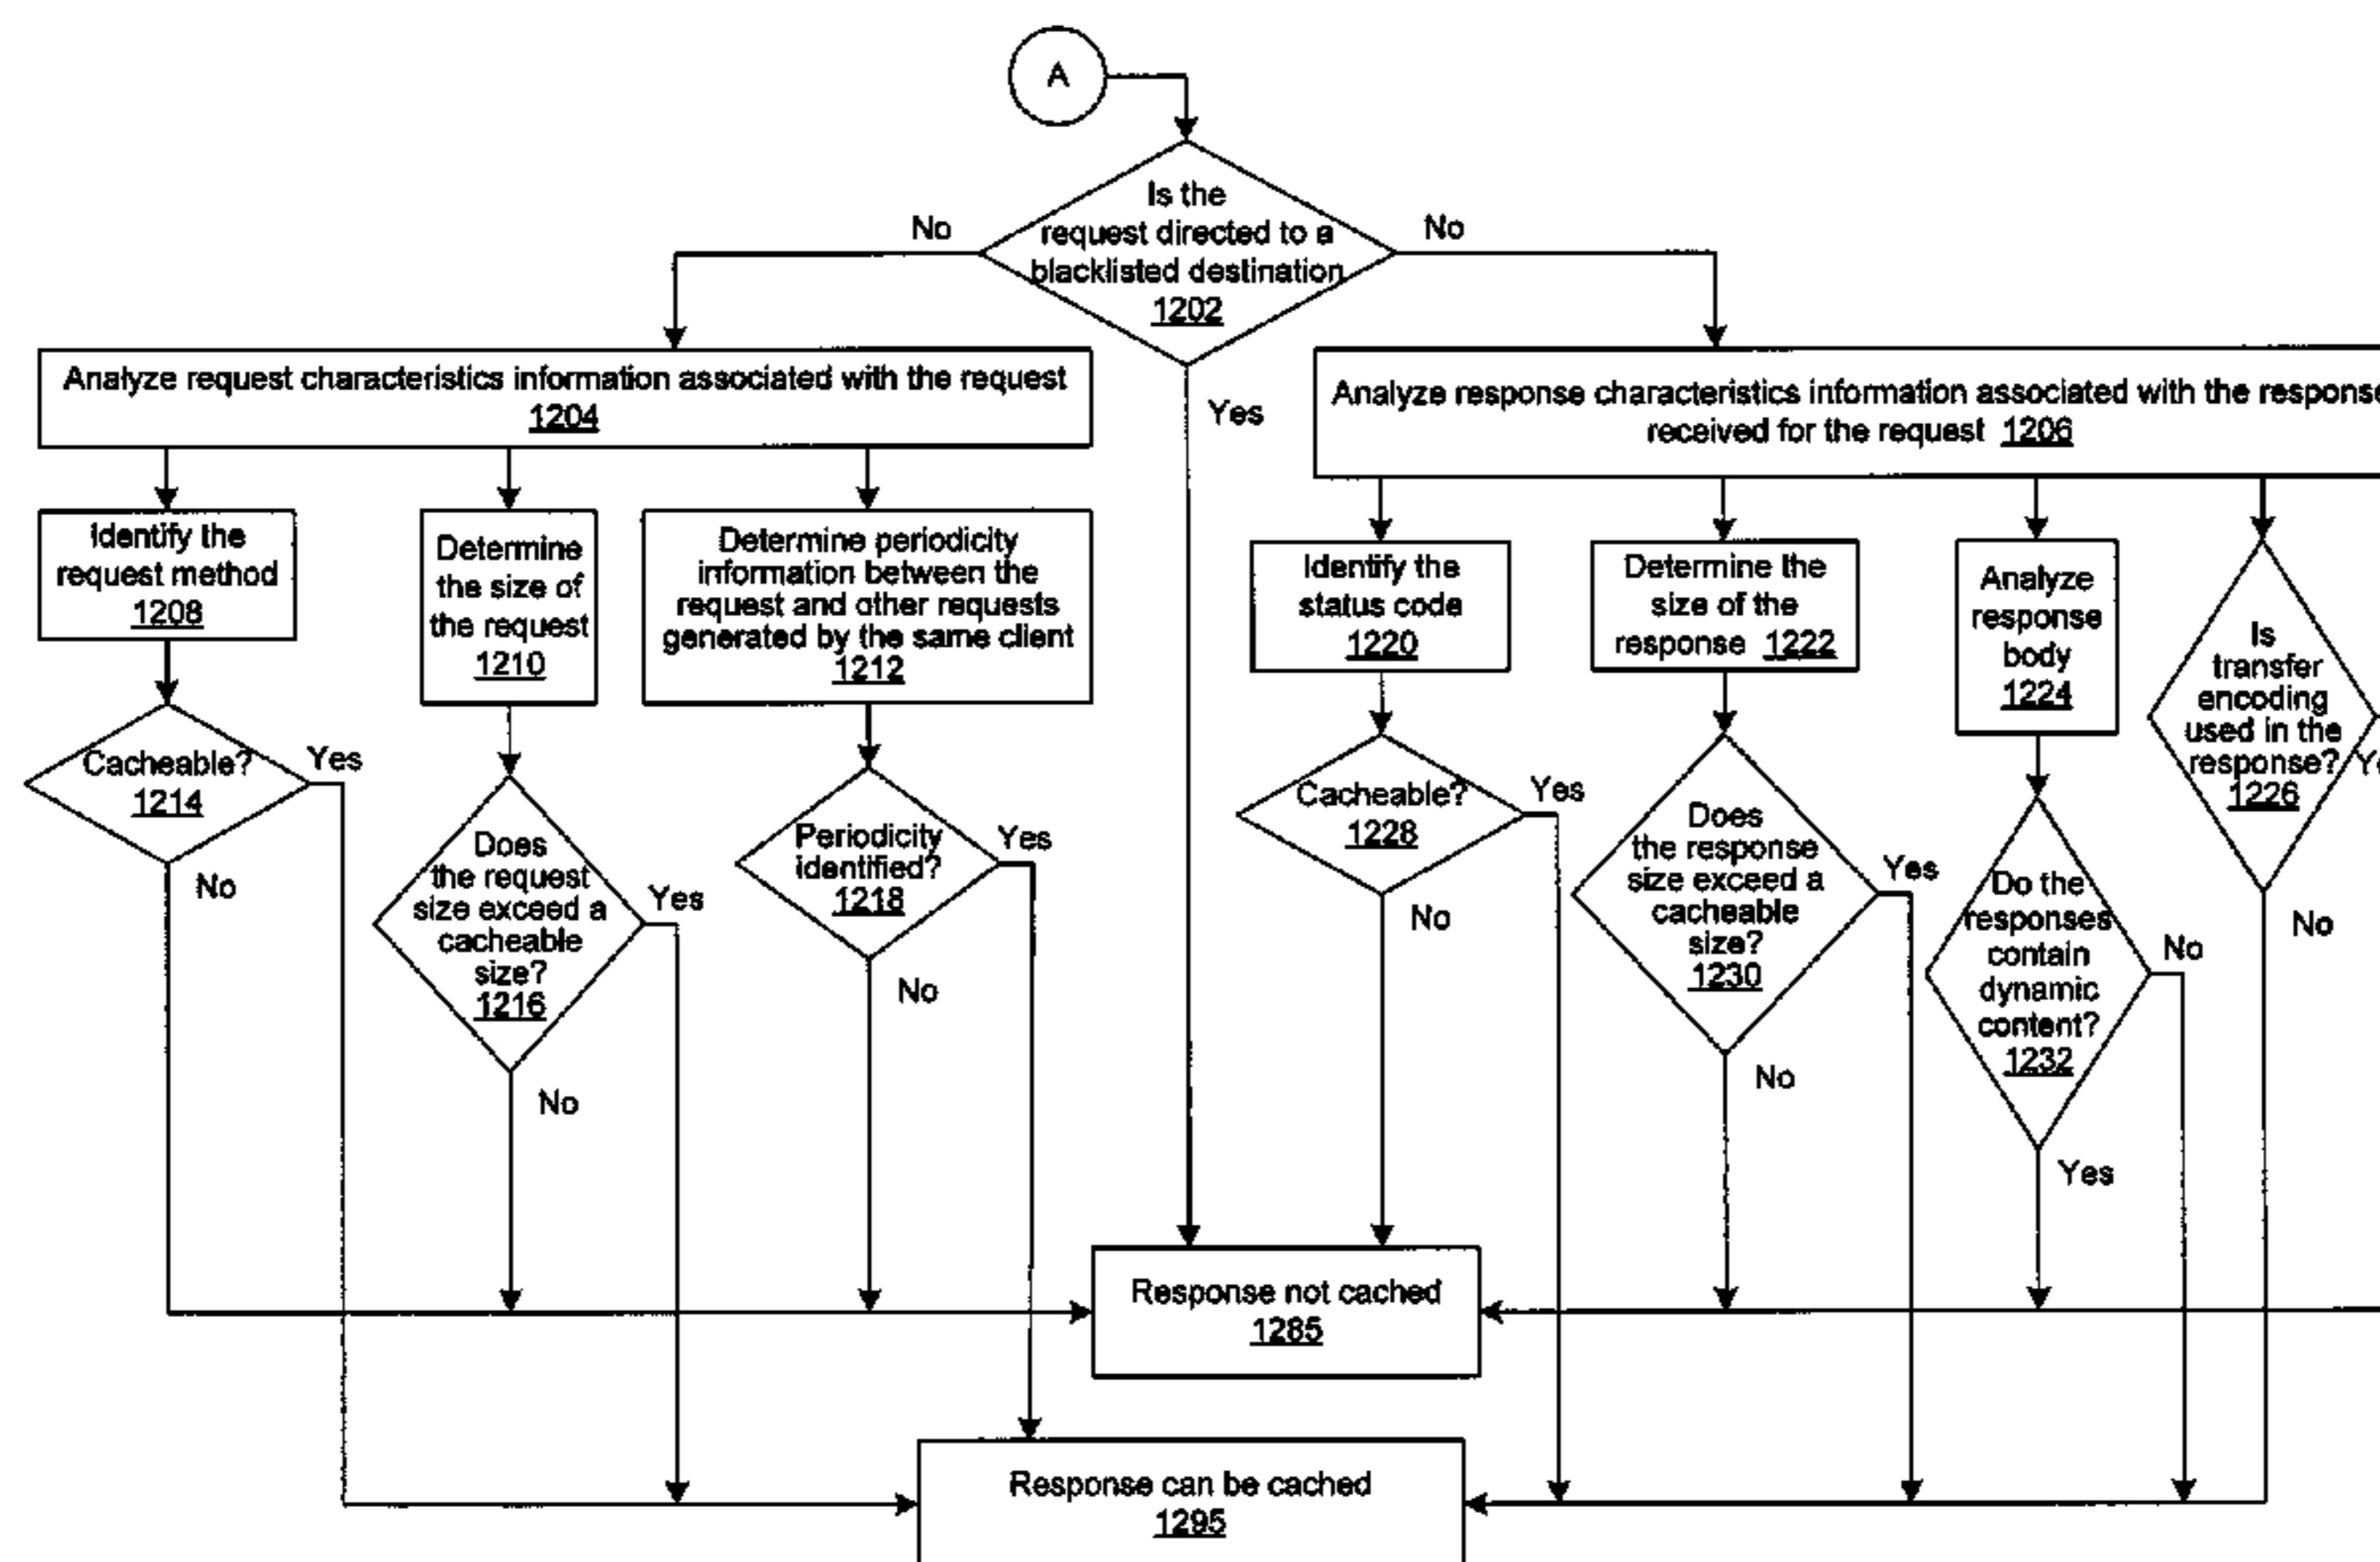 A
Is the
request directed to a
blacklisted destination
1202
No
No
Yes
Analyze request characteristics information associated with the request
1204
Analyze response characteristics information associated with the response
received for the request 1206
Identify the
request method
1208
Determine
the size of
the request
1210
Determine periodicity
information between the
request and other requests
generated by the same client
1212
Identify the
status code
1220
Determine the
size of the
response 1222
Analyze
response
body
1224
Is
transfer
encoding
used in the
response?
1226
No
Cacheable?
1214
Yes
No
Does
the request
size exceed a
cacheable
size?
1216
Yes
No
Periodicity
identified?
1218
Yes
No
Cacheable?
1228
Yes
No
Does
the response
size exceed a
cacheable
size?
1230
Yes
No
Do the
responses
contain
dynamic
content?
1232
No
Yes
Response not cached
1285
Response can be cached
1295